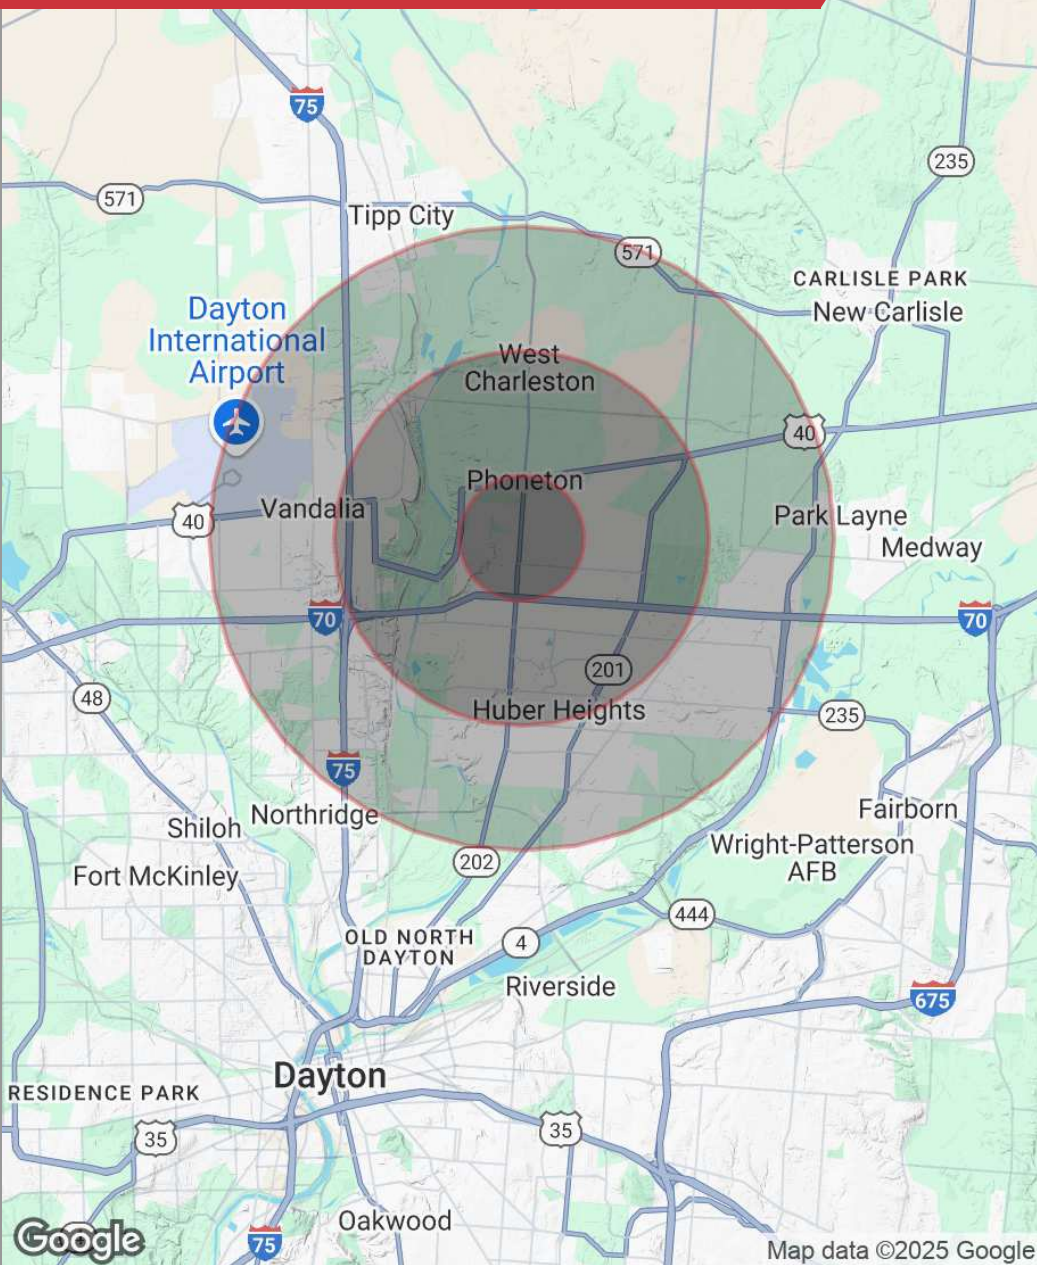 75
235
571
Tipp City
571
CARLISLE PARK
New Carlisle
Dayton
International
Airport
West
Charleston
40
Phoneton
Vandalia
40
Park Layne
Medway
70
70
201
48
Huber Heights
235
75
Northridge
Shiloh
Fairborn
Wright-Patterson
AFB
202
Fort McKinley
444
OLD NORTH
DAYTON
4
Riverside
675
Dayton
RESIDENCE PARK
35
35
Oakwood
75
Google
Map data ©2025 Google